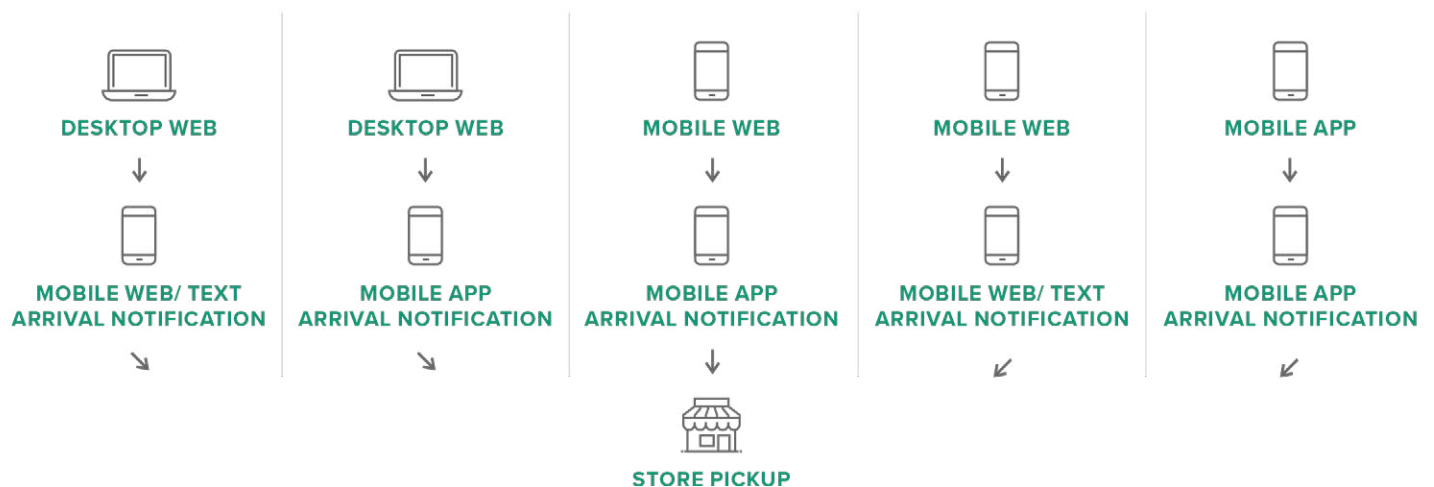 DESKTOP WEB
DESKTOP WEB
MOBILE WEB
MOBILE WEB
MOBILE APP
MOBILE WEB/ TEXT
ARRIVAL NOTIFICATION
MOBILE APP
ARRIVAL NOTIFICATION
MOBILE APP
ARRIVAL NOTIFICATION
MOBILE WEB/ TEXT
ARRIVAL NOTIFICATION
MOBILE APP
ARRIVAL NOTIFICATION
STORE PICKUP